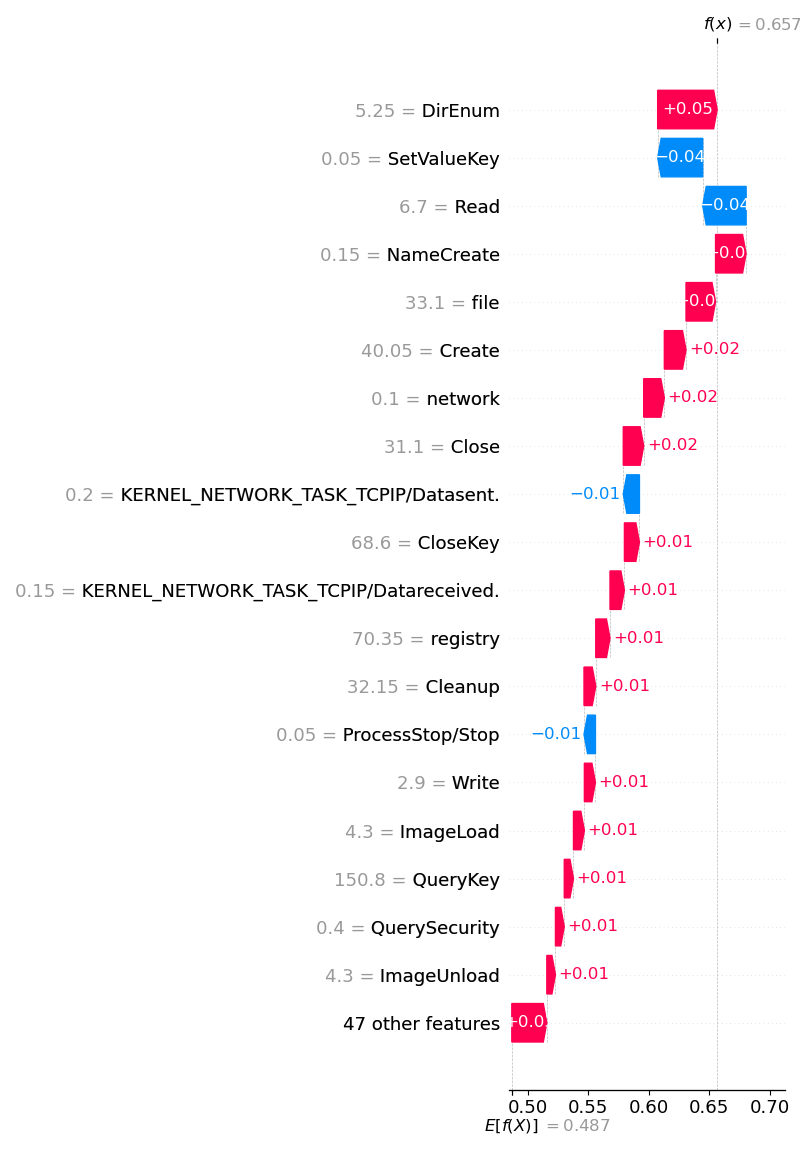 f(x) = 0.657
5.25 = DirEnum +0.05
0.05 = SetValueKey −0.04
6.7 = Read −0.04
0.15 = NameCreate
33.1 = file
40.05 = Create +0.02
0.1 = network +0.02
31.1 = Close +0.02
0.2 = KERNEL_NETWORK_TASK_TCPIP/Datasent. −0.01
68.6 = CloseKey +0.01
0.15 = KERNEL_NETWORK_TASK_TCPIP/Datareceived. +0.01
70.35 = registry +0.01
32.15 = Cleanup +0.01
0.05 = ProcessStop/Stop −0.01
2.9 = Write +0.01
4.3 = ImageLoad +0.01
150.8 = QueryKey +0.01
0.4 = QuerySecurity +0.01
4.3 = ImageUnload +0.01
47 other features
0.50 0.55 0.60 0.65 0.70
E[f(X)] = 0.487